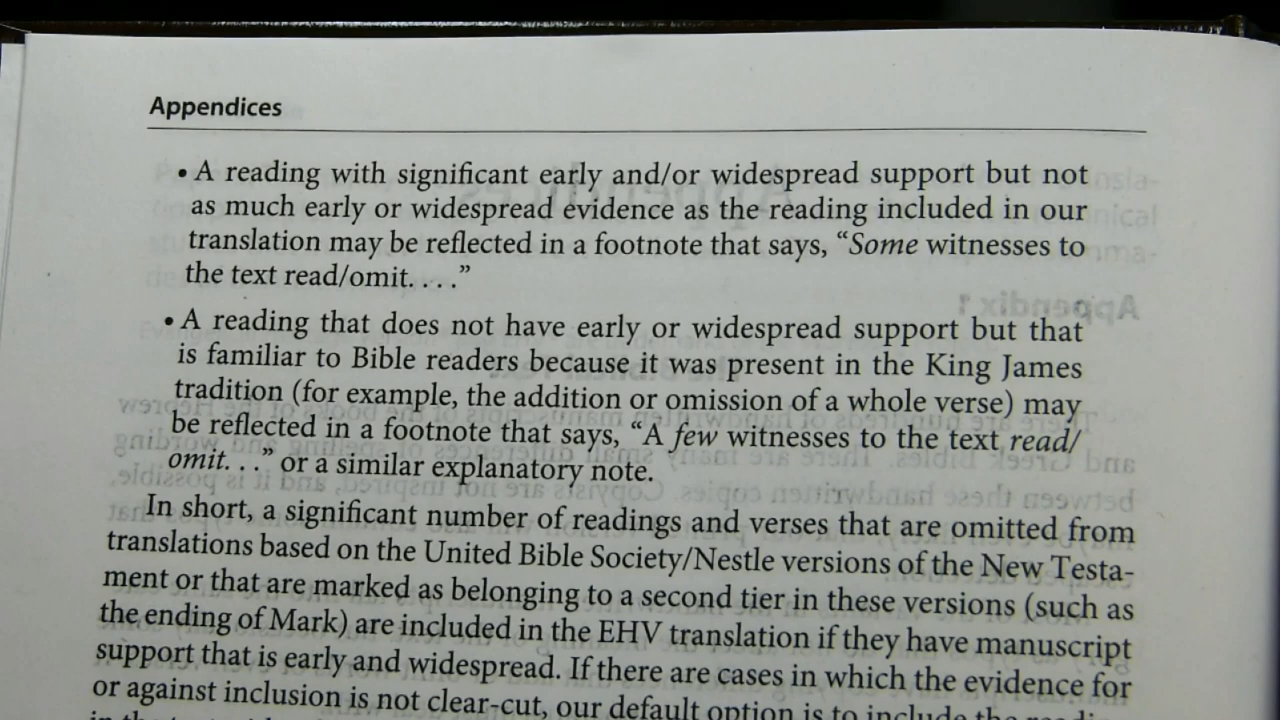 Appendices
• A reading with significant early and/or widespread support but not
as much early or widespread evidence as the reading included in our
translation may be reflected in a footnote that says, “Some witnesses to
the text read/omit. . . .”
• A reading that does not have early or widespread support but that
is familiar to Bible readers because it was present in the King James
tradition (for example, the addition or omission of a whole verse) may
be reflected in a footnote that says, “A few witnesses to the text read/
omit. . .” or a similar explanatory note.
In short, a significant number of readings and verses that are omitted from
translations based on the United Bible Society/Nestle versions of the New Testa-
ment or that are marked as belonging to a second tier in these versions (such as
the ending of Mark) are included in the EHV translation if they have manuscript
support that is early and widespread. If there are cases in which the evidence for
or against inclusion is not clear-cut, our default option is to include the